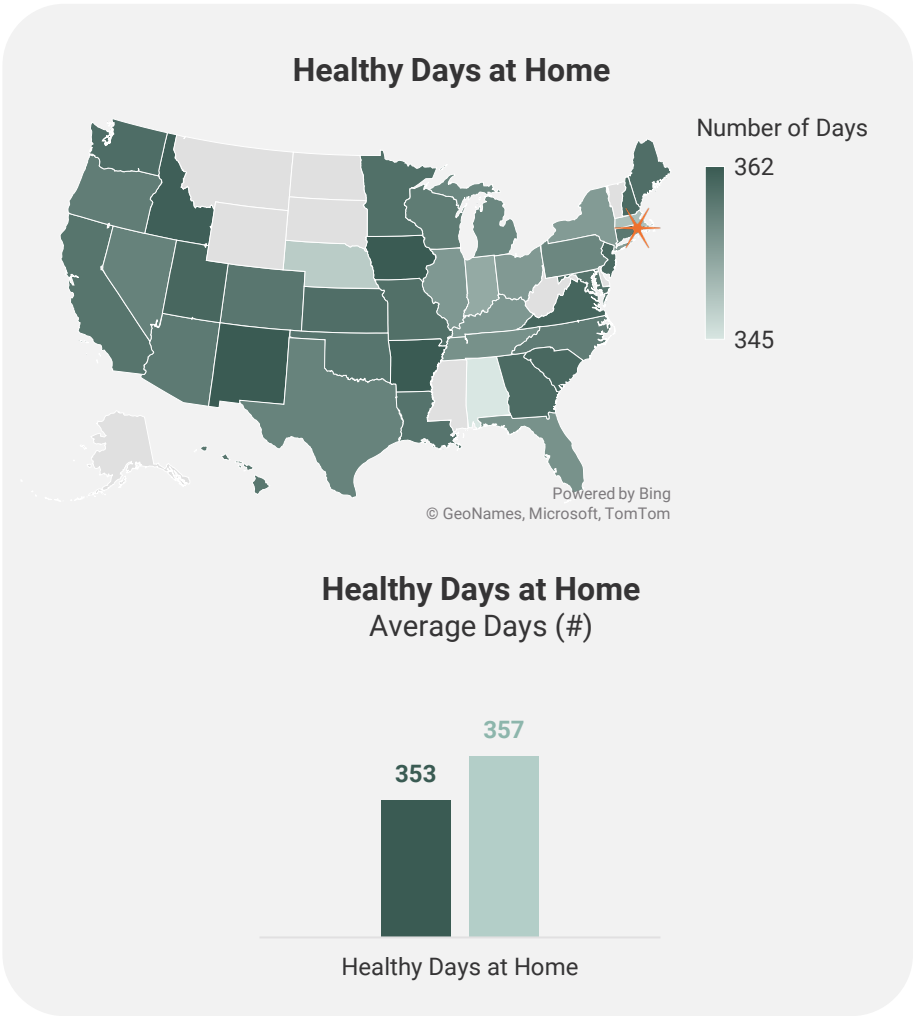 Healthy Days at Home
Number of Days
362
345
Powered by Bing
© GeoNames, Microsoft, TomTom
Healthy Days at Home
Average Days (#)
357
353
Healthy Days at Home